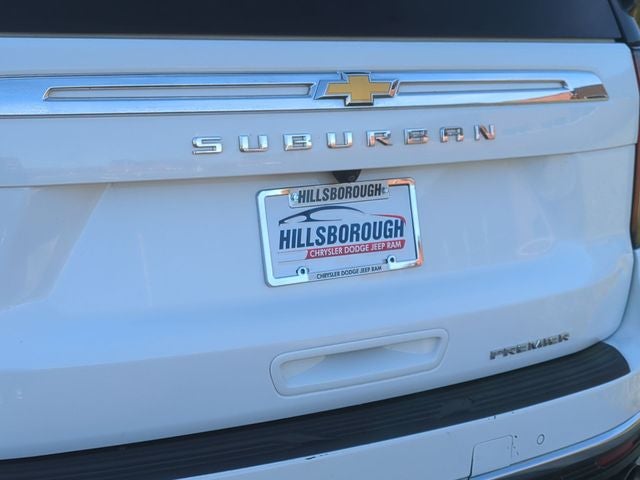 SUBURBAN
HILLSBOROUGH
HILLSBOROUGH
CHRYSLER DODGE JEEP RAM
CHRYSLER DODGE JEEP RAM
PREMIER